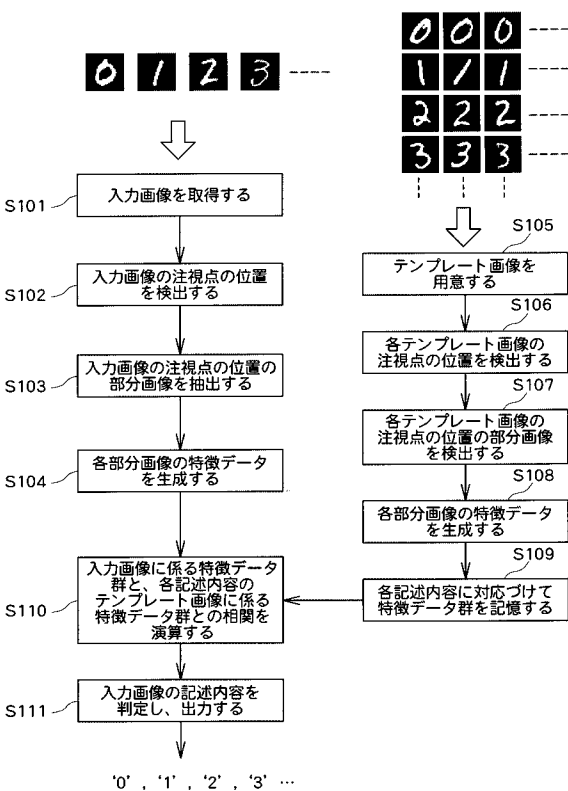 0 1 2 3
0 0 0
1 1 1
2 2 2
3 3 3
S101
入力画像を取得する
S102
入力画像の注視点の位置
を検出する
S103
入力画像の注視点の位置の
部分画像を抽出する
S104
各部分画像の特徴データ
を生成する
S105
テンプレート画像を
用意する
S106
各テンプレート画像の
注視点の位置を検出する
S107
各テンプレート画像の
注視点の位置の部分画像
を検出する
S108
各部分画像の特徴データ
を生成する
S109
各記述内容に対応づけて
特徴データ群を記憶する
S110
入力画像に係る特徴データ
群と、各記述内容の
テンプレート画像に係る
特徴データ群との相関を
演算する
S111
入力画像の記述内容を
判定し、出力する
‘0’, ‘1’, ‘2’, ‘3’ …